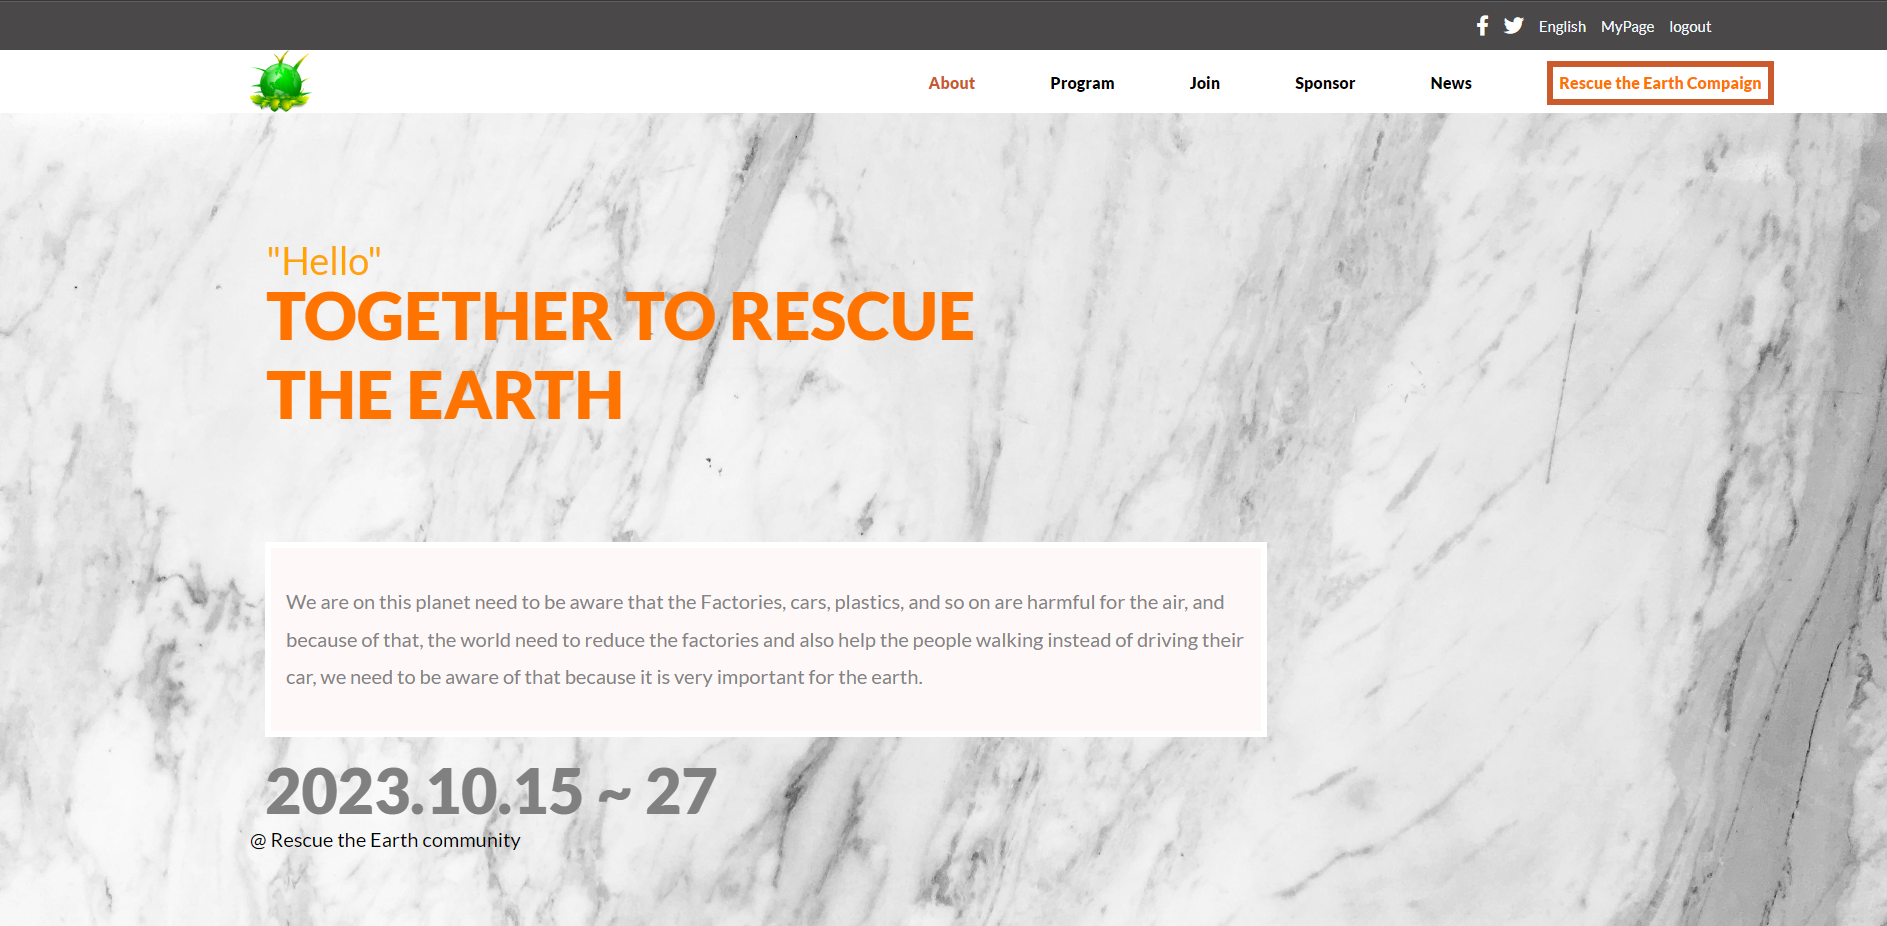 English MyPage logout
About Program Join Sponsor News Rescue the Earth Compaign
"Hello"
TOGETHER TO RESCUE
THE EARTH
We are on this planet need to be aware that the Factories, cars, plastics, and so on are harmful for the air, and
because of that, the world need to reduce the factories and also help the people walking instead of driving their
car, we need to be aware of that because it is very important for the earth.
2023.10.15 ~ 27
@ Rescue the Earth community